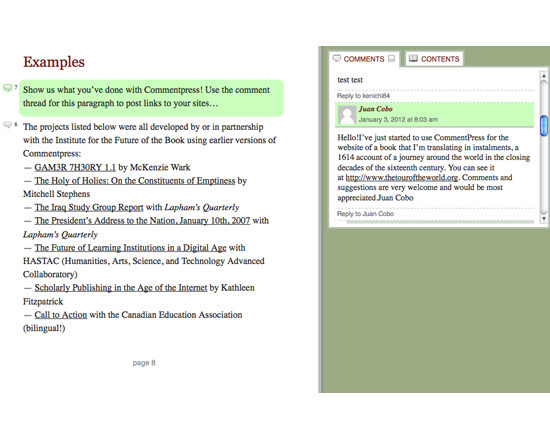 Examples
7
Show us what you've done with Commentpress! Use the comment
thread for this paragraph to post links to your sites…
8
The projects listed below were all developed by or in partnership
with the Institute for the Future of the Book using earlier versions of
Commentpress:
— GAM3R 7H30RY 1.1 by McKenzie Wark
— The Holy of Holies: On the Constituents of Emptiness by
Mitchell Stephens
— The Iraq Study Group Report with Lapham's Quarterly
— The President's Address to the Nation, January 10th, 2007 with
Lapham's Quarterly
— The Future of Learning Institutions in a Digital Age with
HASTAC (Humanities, Arts, Science, and Technology Advanced
Collaboratory)
— Scholarly Publishing in the Age of the Internet by Kathleen
Fitzpatrick
— Call to Action with the Canadian Education Association
(bilingual!)
page 8
COMMENTS
CONTENTS
test test
Reply to kenichi84
Juan Cobo
January 3, 2012 at 8:03 am
Hello!I've just started to use CommentPress for the
website of a book that I'm translating in instalments, a
1614 account of a journey around the world in the closing
decades of the sixteenth century. You can see it
at http://www.thetouroftheworld.org. Comments and
suggestions are very welcome and would be most
appreciated.Juan Cobo
Reply to Juan Cobo